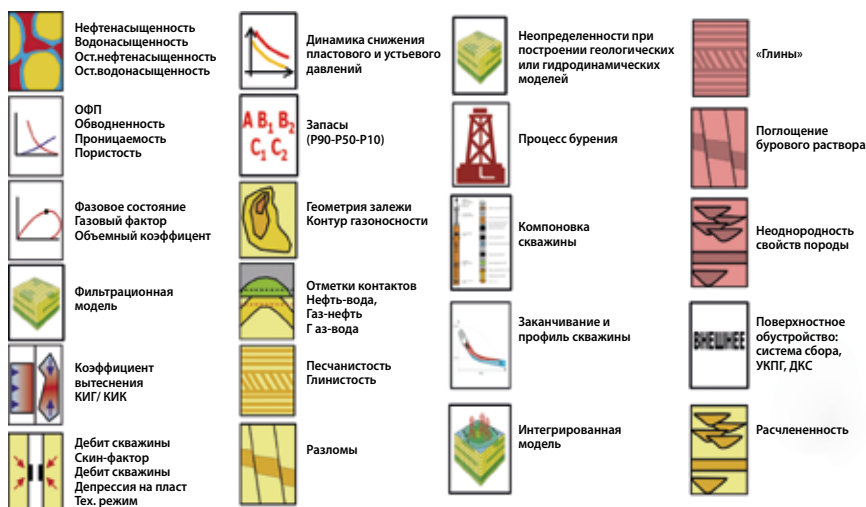 Нефтенасыщенность
Водонасыщенность
Ост.нефтенасыщенность
Ост.водонасыщенность
ОФП
Обводненность
Проницаемость
Пористость
Фазовое состояние
Газовый фактор
Объемный коэффицент
Фильтрационная
модель
Коэффициент
вытеснения
КИГ/ КИК
Дебит скважины
Скин-фактор
Дебит скважины
Депрессия на пласт
Тех. режим
Динамика снижения
пластового и устьевого
давлений
A B1 B2
C1 C2
Запасы
(P90-P50-P10)
Геометрия залежи
Контур газоносности
Отметки контактов
Нефть-вода,
Газ-нефть
Г аз-вода
Песчанистость
Глинистость
Разломы
Неопределенности при
построении геологических
или гидродинамических
моделей
Процесс бурения
Компоновка
скважины
Заканчивание и
профиль скважины
Интегрированная
модель
«Глины»
Поглощение
бурового раствора
Неоднородность
свойств породы
ВНЕШНЕЕ
Поверхностное
обустройство:
система сбора,
УКПГ, ДКС
Расчлененность